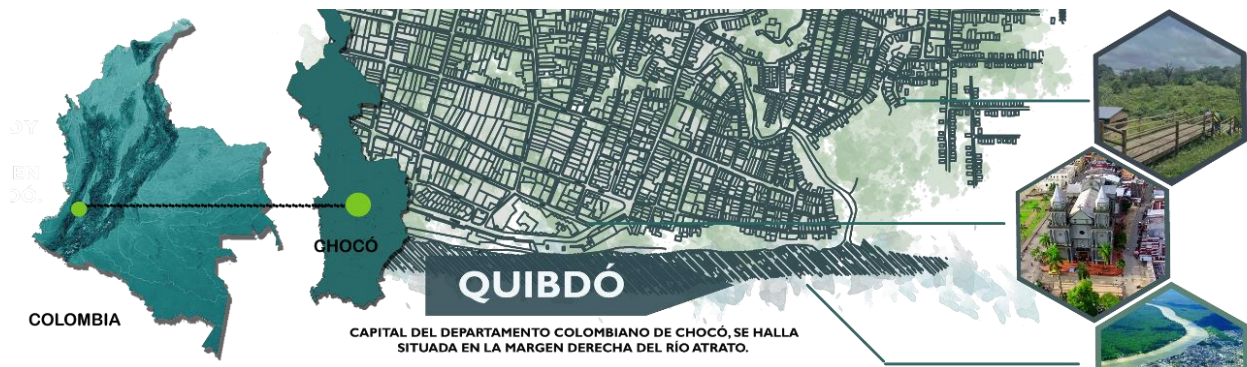 COLOMBIA
CHOCÓ
QUIBDÓ
CAPITAL DEL DEPARTAMENTO COLOMBIANO DE CHOCÓ, SE HALLA
SITUADA EN LA MARGEN DERECHA DEL RÍO ATRATO.